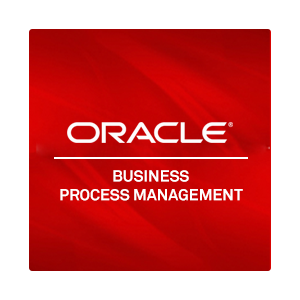 ORACLE®
BUSINESS
PROCESS MANAGEMENT